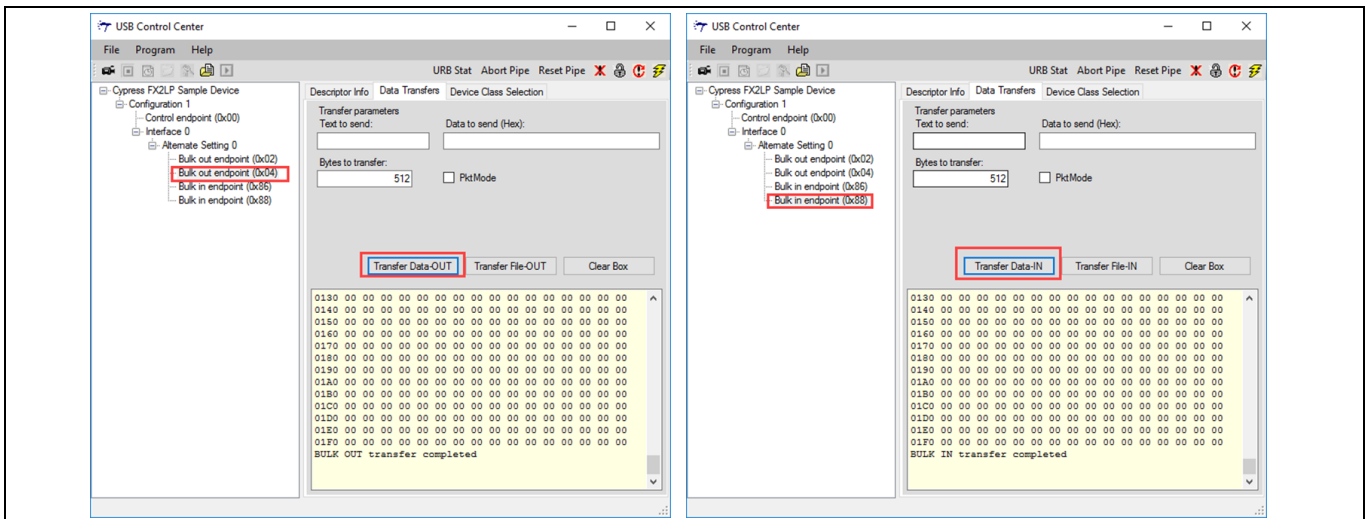 USB Control Center
File Program Help
URB Stat Abort Pipe Reset Pipe
Cypress FX2LP Sample Device
Configuration 1
Control endpoint (0x00)
Interface 0
Alternate Setting 0
Bulk out endpoint (0x02)
Bulk out endpoint (0x04)
Bulk in endpoint (0x86)
Bulk in endpoint (0x88)
Descriptor Info Data Transfers Device Class Selection
Transfer parameters
Text to send: Data to send (Hex):
Bytes to transfer:
512 PktMode
Transfer Data-OUT Transfer File-OUT Clear Box
0130 00 00 00 00 00 00 00 00 00 00 00 00 00 00 00 00
0140 00 00 00 00 00 00 00 00 00 00 00 00 00 00 00 00
0150 00 00 00 00 00 00 00 00 00 00 00 00 00 00 00 00
0160 00 00 00 00 00 00 00 00 00 00 00 00 00 00 00 00
0170 00 00 00 00 00 00 00 00 00 00 00 00 00 00 00 00
0180 00 00 00 00 00 00 00 00 00 00 00 00 00 00 00 00
0190 00 00 00 00 00 00 00 00 00 00 00 00 00 00 00 00
01A0 00 00 00 00 00 00 00 00 00 00 00 00 00 00 00 00
01B0 00 00 00 00 00 00 00 00 00 00 00 00 00 00 00 00
01C0 00 00 00 00 00 00 00 00 00 00 00 00 00 00 00 00
01D0 00 00 00 00 00 00 00 00 00 00 00 00 00 00 00 00
01E0 00 00 00 00 00 00 00 00 00 00 00 00 00 00 00 00
01F0 00 00 00 00 00 00 00 00 00 00 00 00 00 00 00 00
BULK OUT transfer completed
USB Control Center
File Program Help
URB Stat Abort Pipe Reset Pipe
Cypress FX2LP Sample Device
Configuration 1
Control endpoint (0x00)
Interface 0
Alternate Setting 0
Bulk out endpoint (0x02)
Bulk out endpoint (0x04)
Bulk in endpoint (0x86)
Bulk in endpoint (0x88)
Descriptor Info Data Transfers Device Class Selection
Transfer parameters
Text to send: Data to send (Hex):
Bytes to transfer:
512 PktMode
Transfer Data-IN Transfer File-IN Clear Box
0130 00 00 00 00 00 00 00 00 00 00 00 00 00 00 00 00
0140 00 00 00 00 00 00 00 00 00 00 00 00 00 00 00 00
0150 00 00 00 00 00 00 00 00 00 00 00 00 00 00 00 00
0160 00 00 00 00 00 00 00 00 00 00 00 00 00 00 00 00
0170 00 00 00 00 00 00 00 00 00 00 00 00 00 00 00 00
0180 00 00 00 00 00 00 00 00 00 00 00 00 00 00 00 00
0190 00 00 00 00 00 00 00 00 00 00 00 00 00 00 00 00
01A0 00 00 00 00 00 00 00 00 00 00 00 00 00 00 00 00
01B0 00 00 00 00 00 00 00 00 00 00 00 00 00 00 00 00
01C0 00 00 00 00 00 00 00 00 00 00 00 00 00 00 00 00
01D0 00 00 00 00 00 00 00 00 00 00 00 00 00 00 00 00
01E0 00 00 00 00 00 00 00 00 00 00 00 00 00 00 00 00
01F0 00 00 00 00 00 00 00 00 00 00 00 00 00 00 00 00
BULK IN transfer completed